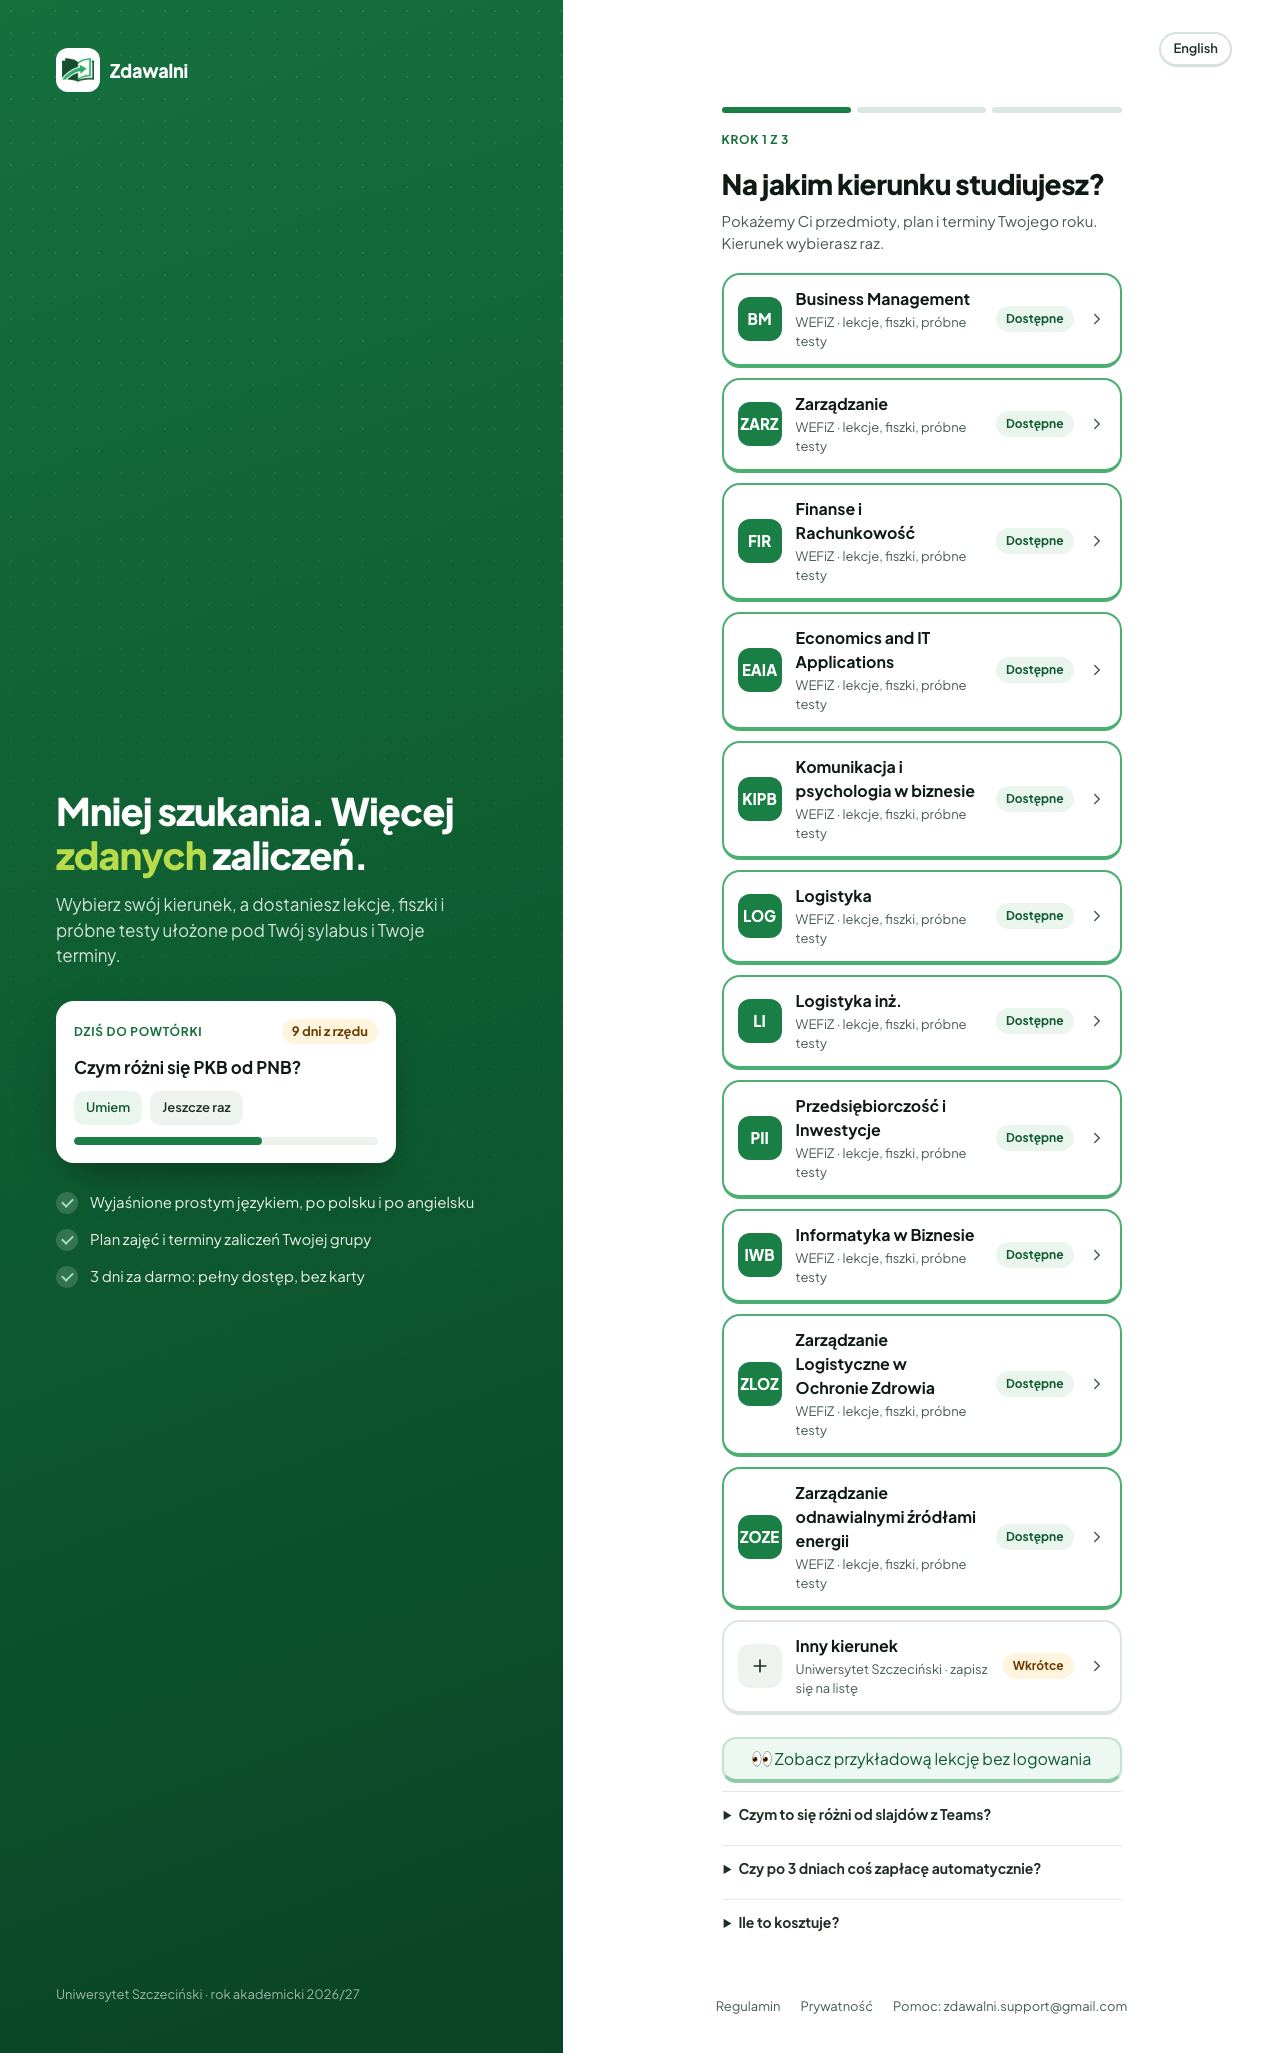 Zdawalni
Mniej szukania. Więcej
zdanych zaliczeń.
Wybierz swój kierunek, a dostaniesz lekcje, fiszki i
próbne testy ułożone pod Twój sylabus i Twoje
terminy.
DZIŚ DO POWTÓRKI
9 dni z rzędu
Czym różni się PKB od PNB?
Umiem
Jeszcze raz
Wyjaśnione prostym językiem, po polsku i po angielsku
Plan zajęć i terminy zaliczeń Twojej grupy
3 dni za darmo: pełny dostęp, bez karty
Uniwersytet Szczeciński · rok akademicki 2026/27
English
KROK 1 Z 3
Na jakim kierunku studiujesz?
Pokażemy Ci przedmioty, plan i terminy Twojego roku.
Kierunek wybierasz raz.
BM
Business Management
WEFiZ · lekcje, fiszki, próbne
testy
Dostępne
ZARZ
Zarządzanie
WEFiZ · lekcje, fiszki, próbne
testy
Dostępne
FIR
Finanse i
Rachunkowość
WEFiZ · lekcje, fiszki, próbne
testy
Dostępne
EAIA
Economics and IT
Applications
WEFiZ · lekcje, fiszki, próbne
testy
Dostępne
KIPB
Komunikacja i
psychologia w biznesie
WEFiZ · lekcje, fiszki, próbne
testy
Dostępne
LOG
Logistyka
WEFiZ · lekcje, fiszki, próbne
testy
Dostępne
LI
Logistyka inż.
WEFiZ · lekcje, fiszki, próbne
testy
Dostępne
PII
Przedsiębiorczość i
Inwestycje
WEFiZ · lekcje, fiszki, próbne
testy
Dostępne
IWB
Informatyka w Biznesie
WEFiZ · lekcje, fiszki, próbne
testy
Dostępne
ZLOZ
Zarządzanie
Logistyczne w
Ochronie Zdrowia
WEFiZ · lekcje, fiszki, próbne
testy
Dostępne
ZOZE
Zarządzanie
odnawialnymi źródłami
energii
WEFiZ · lekcje, fiszki, próbne
testy
Dostępne
Inny kierunek
Uniwersytet Szczeciński · zapisz
się na listę
Wkrótce
👀 Zobacz przykładową lekcję bez logowania
Czym to się różni od slajdów z Teams?
Czy po 3 dniach coś zapłacę automatycznie?
Ile to kosztuje?
Regulamin
Prywatność
Pomoc: zdawalni.support@gmail.com